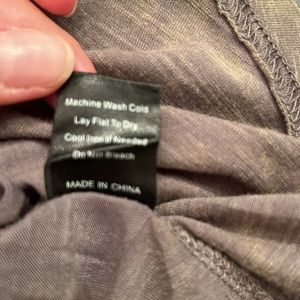 Machine Wash Cold
Lay Flat To Dry
Cool Iron If Needed
Do Not Bleach
MADE IN CHINA